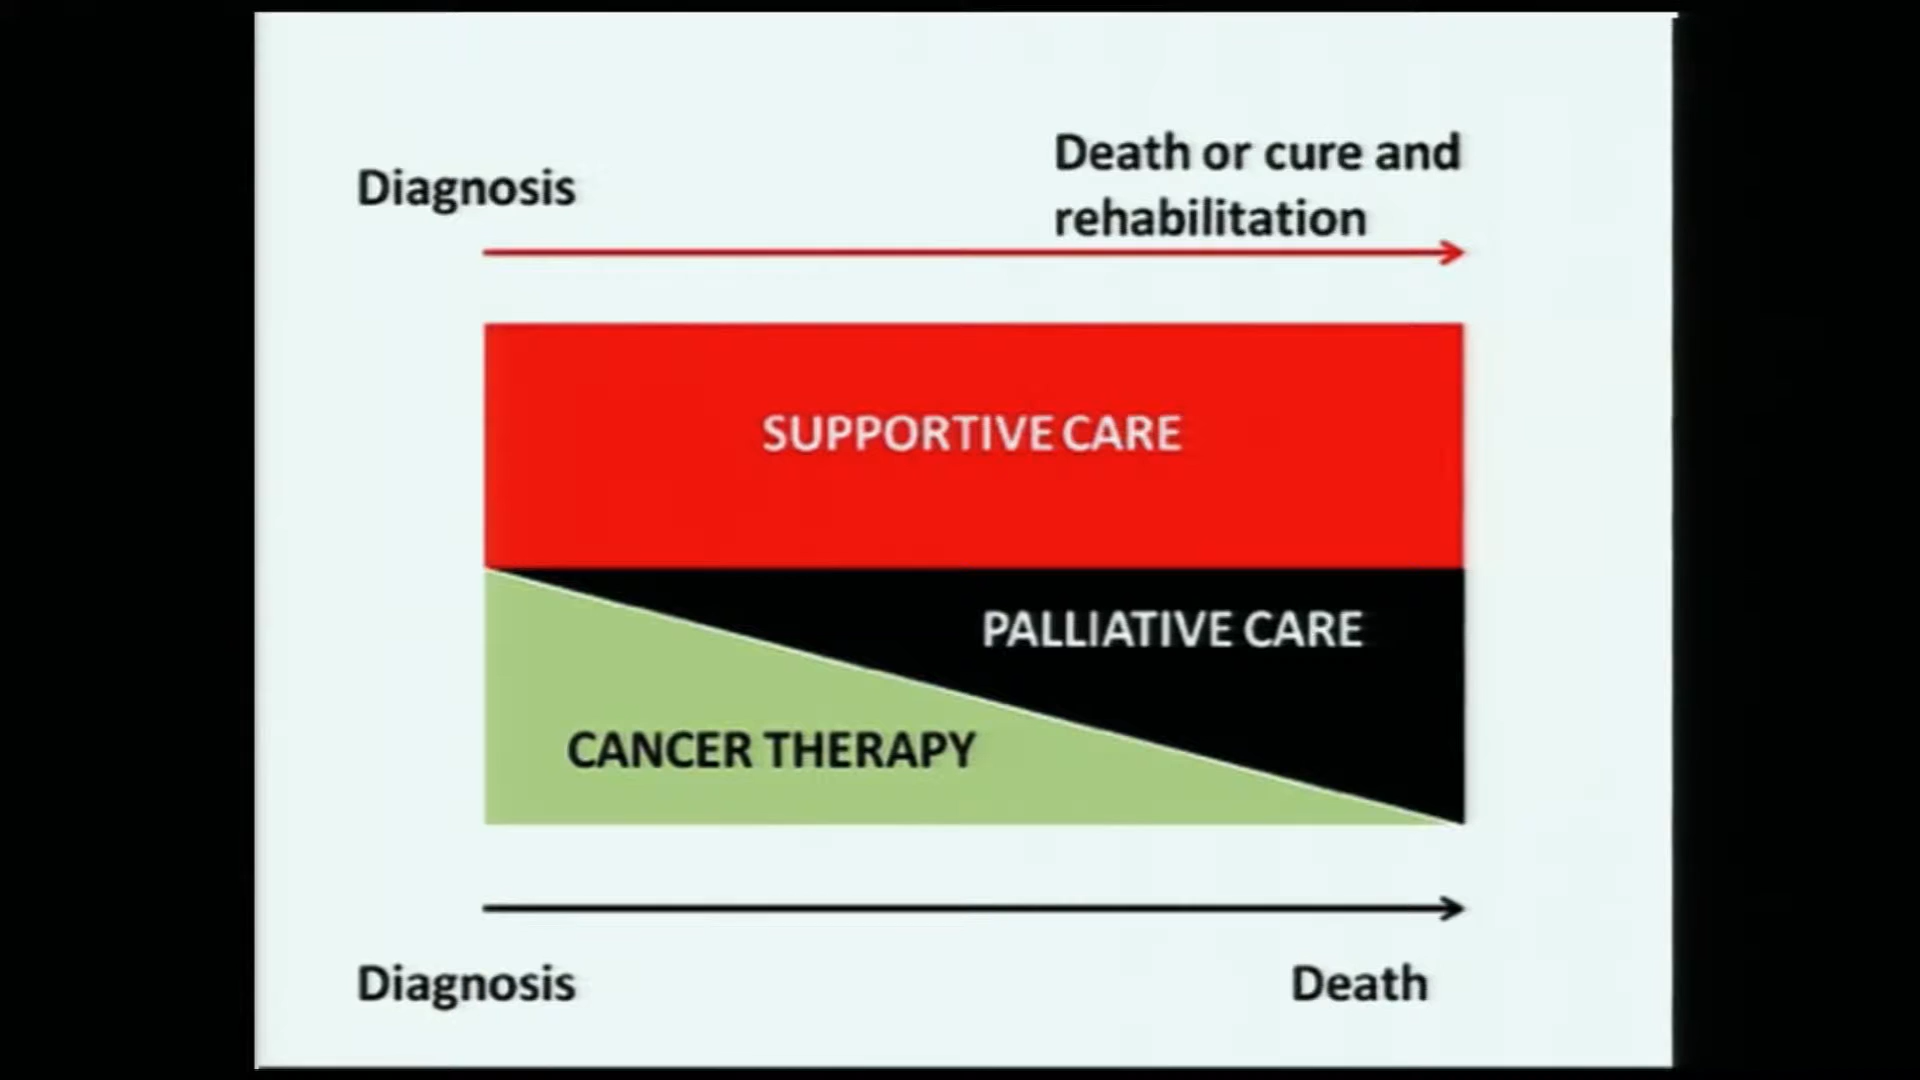 Diagnosis
Death or cure and
rehabilitation
SUPPORTIVE CARE
PALLIATIVE CARE
CANCER THERAPY
Diagnosis
Death